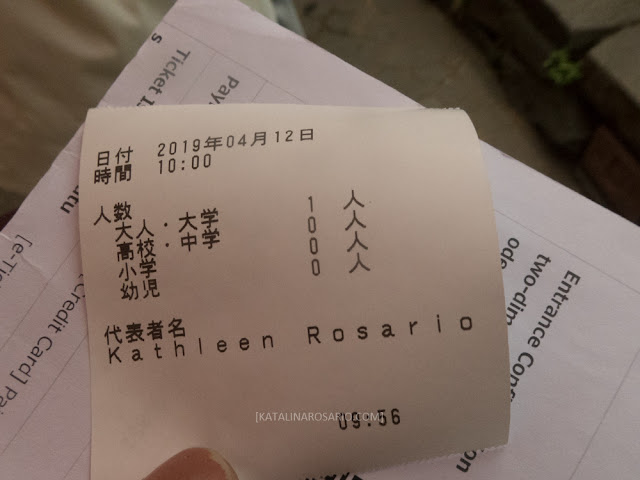 日付 2019年04月12日
時間 10:00
人数
大人・大学 1 人
高校・中学 0 人
小学 0 人
幼児 0 人
代表者名
Kathleen Rosario
09:56
[KATALINAROSARIO.COM]
Ticket
Entrance
two-dim
[e-Tic
Credit Card] Pai